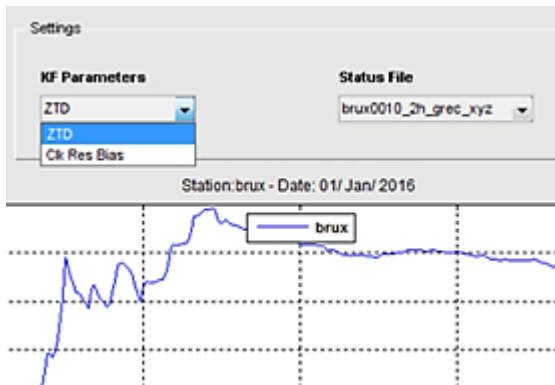 Settings
KF Parameters Status File
ZTD brux0010_2h_grec_xyz
ZTD
Clk Res Bias
Station:brux - Date: 01/ Jan/ 2016
brux